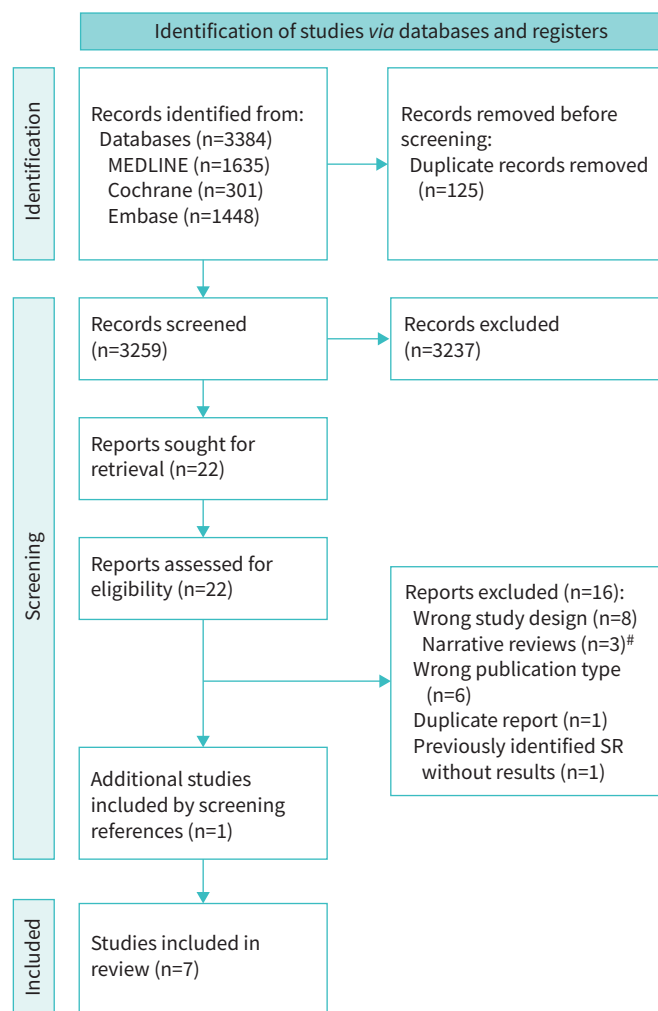 Identification of studies via databases and registers
Identification
Records identified from:
Databases (n=3384)
MEDLINE (n=1635)
Cochrane (n=301)
Embase (n=1448)
Records removed before
screening:
Duplicate records removed
(n=125)
Screening
Records screened
(n=3259)
Records excluded
(n=3237)
Reports sought for
retrieval (n=22)
Reports assessed for
eligibility (n=22)
Reports excluded (n=16):
Wrong study design (n=8)
Narrative reviews (n=3)#
Wrong publication type
(n=6)
Duplicate report (n=1)
Previously identified SR
without results (n=1)
Additional studies
included by screening
references (n=1)
Included
Studies included in
review (n=7)